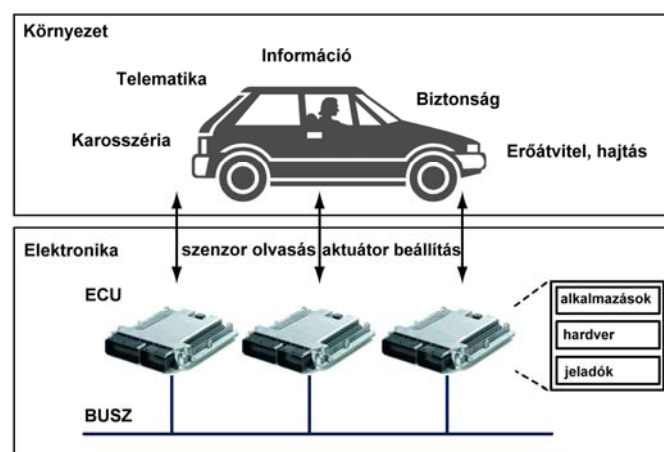 Környezet
Információ
Telematika
Biztonság
Karosszéria
Erőátvitel, hajtás
Elektronika
szenzor olvasás aktuátor beállítás
ECU
alkalmazások
hardver
jeladók
BUSZ